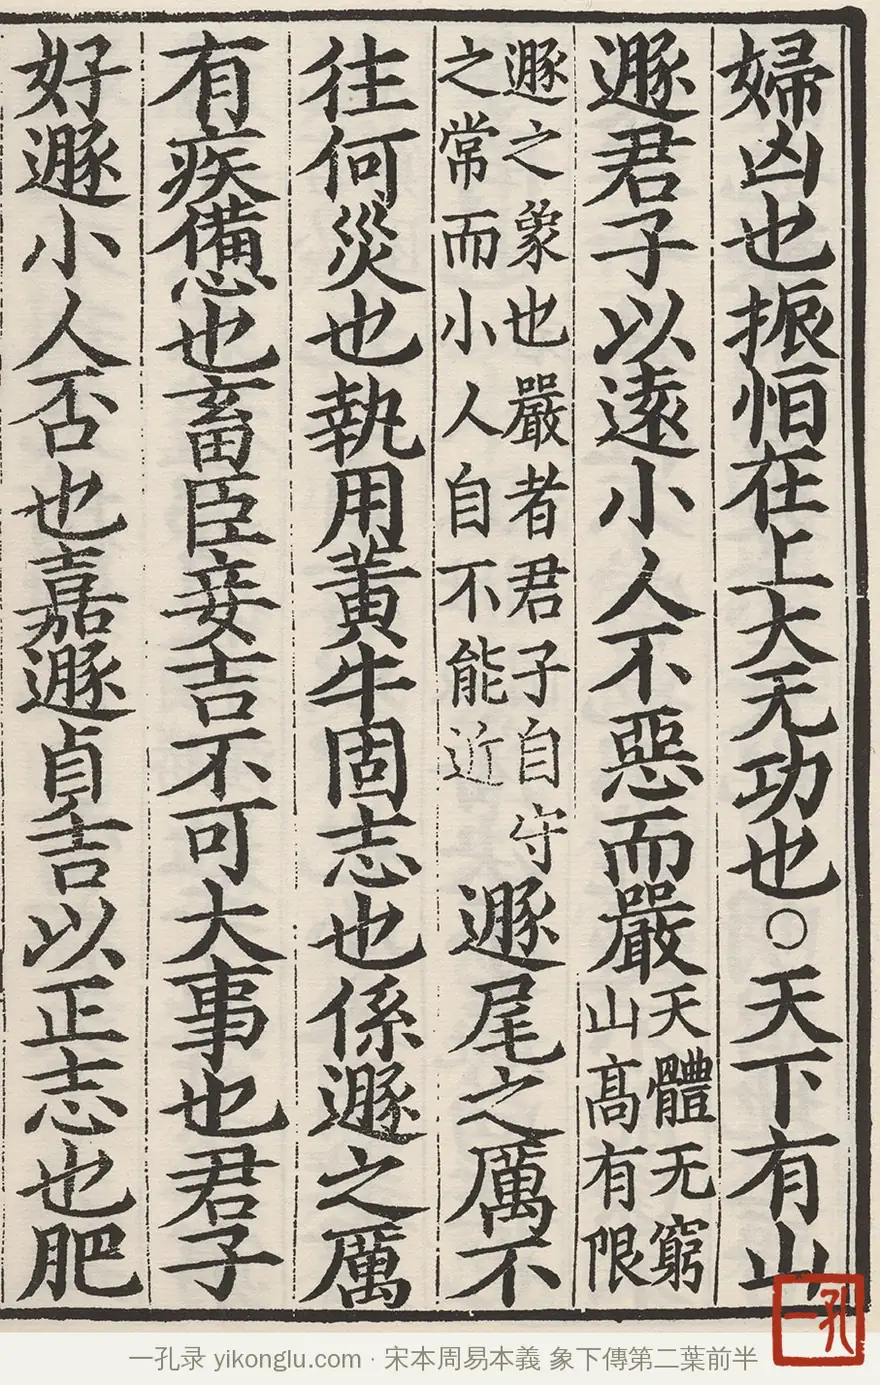 婦凶也振恒在上大无功也○天下有山
遯君子以遠小人不惡而嚴
天體无窮
山髙有限
遯之象也嚴者君子自守
之常而小人自不能近
遯尾之厲不
往何災也執用黃牛固志也係遯之厲
有疾憊也畜臣妾吉不可大事也君子
好遯小人否也嘉遯貞吉以正志也肥
一孔
一孔录 yikonglu.com · 宋本周易本義 象下傳第二葉前半